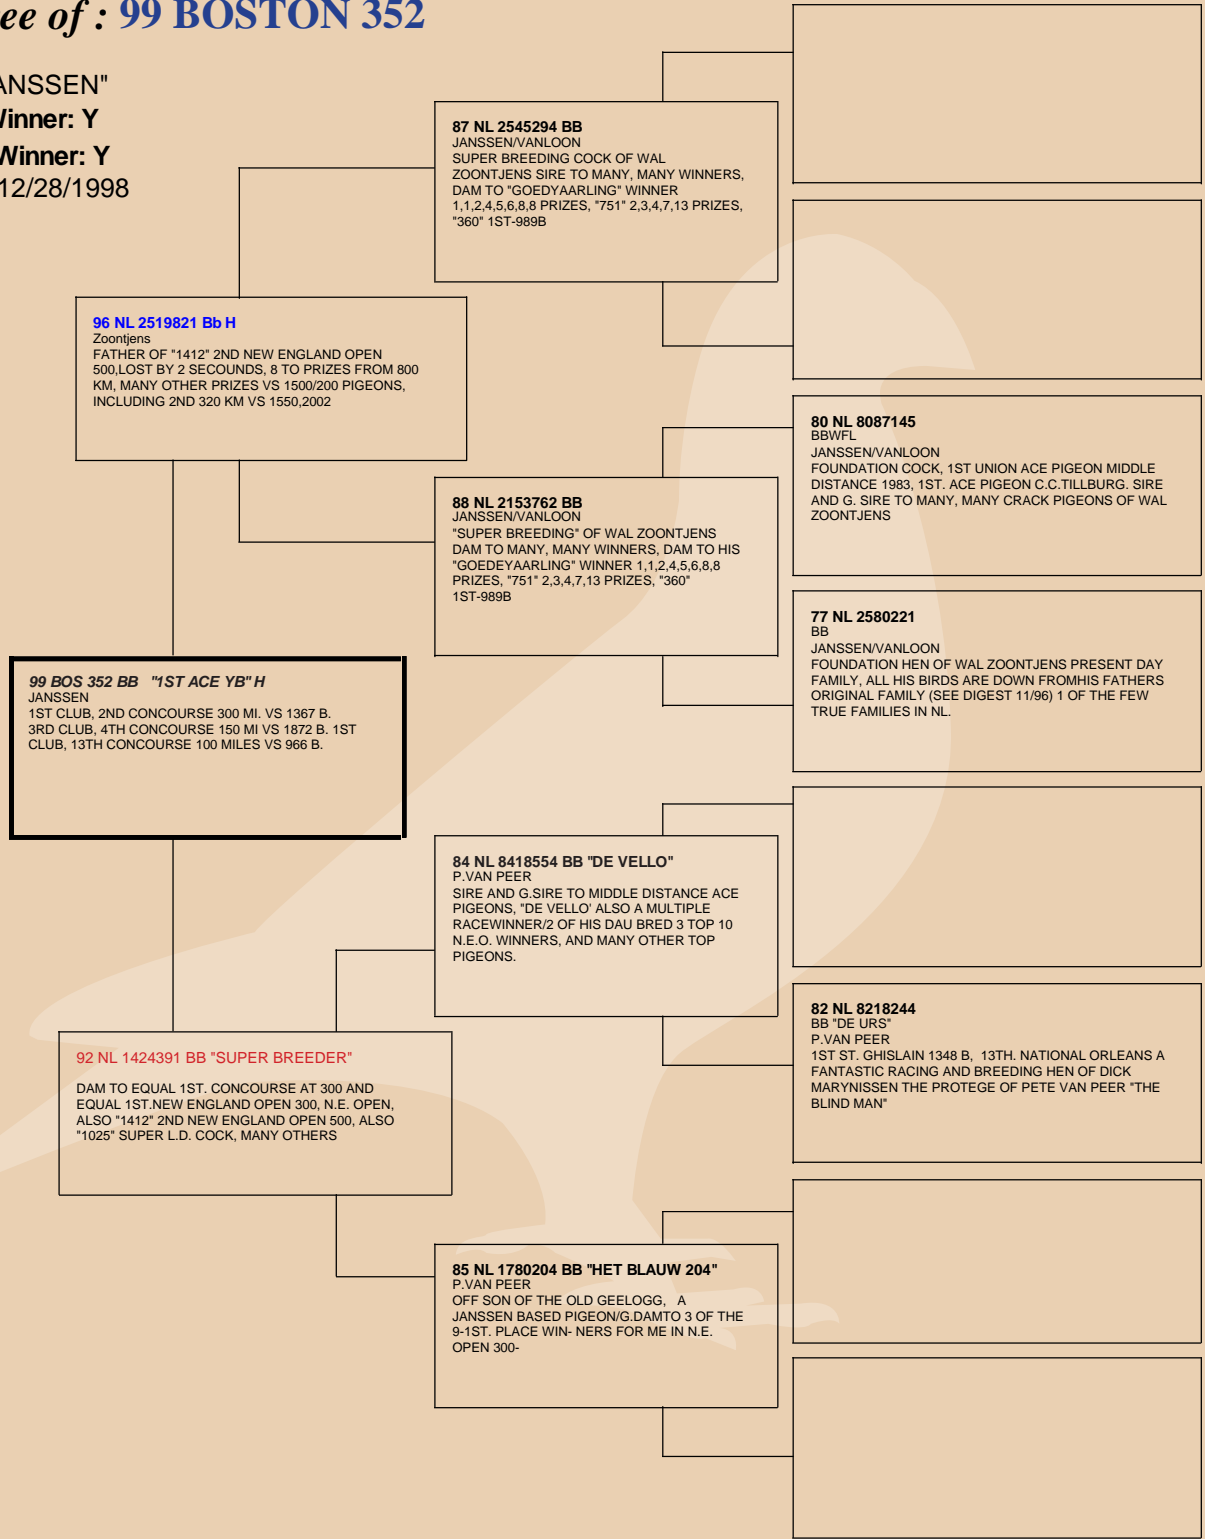 ee of : 99 BOSTON 352
ANSSEN"
Winner: Y
Winner: Y
12/28/1998
87 NL 2545294 BB
JANSSEN/VANLOON
SUPER BREEDING COCK OF WAL
ZOONTJENS SIRE TO MANY, MANY WINNERS,
DAM TO "GOEDYAARLING" WINNER
1,1,2,4,5,6,8,8 PRIZES, "751" 2,3,4,7,13 PRIZES,
"360" 1ST-989B
96 NL 2519821 Bb H
Zoontjens
FATHER OF "1412" 2ND NEW ENGLAND OPEN
500,LOST BY 2 SECOUNDS, 8 TO PRIZES FROM 800
KM, MANY OTHER PRIZES VS 1500/200 PIGEONS,
INCLUDING 2ND 320 KM VS 1550,2002
80 NL 8087145
BBWFL
JANSSEN/VANLOON
FOUNDATION COCK, 1ST UNION ACE PIGEON MIDDLE
DISTANCE 1983, 1ST. ACE PIGEON C.C.TILLBURG. SIRE
AND G. SIRE TO MANY, MANY CRACK PIGEONS OF WAL
ZOONTJENS
88 NL 2153762 BB
JANSSEN/VANLOON
"SUPER BREEDING" OF WAL ZOONTJENS
DAM TO MANY, MANY WINNERS, DAM TO HIS
"GOEDEYAARLING" WINNER 1,1,2,4,5,6,8,8
PRIZES, "751" 2,3,4,7,13 PRIZES, "360"
1ST-989B
77 NL 2580221
BB
JANSSEN/VANLOON
FOUNDATION HEN OF WAL ZOONTJENS PRESENT DAY
FAMILY, ALL HIS BIRDS ARE DOWN FROMHIS FATHERS
ORIGINAL FAMILY (SEE DIGEST 11/96) 1 OF THE FEW
TRUE FAMILIES IN NL.
99 BOS 352 BB "1ST ACE YB" H
JANSSEN
1ST CLUB, 2ND CONCOURSE 300 MI. VS 1367 B.
3RD CLUB, 4TH CONCOURSE 150 MI VS 1872 B. 1ST
CLUB, 13TH CONCOURSE 100 MILES VS 966 B.
84 NL 8418554 BB "DE VELLO"
P.VAN PEER
SIRE AND G.SIRE TO MIDDLE DISTANCE ACE
PIGEONS, "DE VELLO' ALSO A MULTIPLE
RACEWINNER/2 OF HIS DAU BRED 3 TOP 10
N.E.O. WINNERS, AND MANY OTHER TOP
PIGEONS.
82 NL 8218244
BB "DE URS"
P.VAN PEER
1ST ST. GHISLAIN 1348 B, 13TH. NATIONAL ORLEANS A
FANTASTIC RACING AND BREEDING HEN OF DICK
MARYNISSEN THE PROTEGE OF PETE VAN PEER "THE
BLIND MAN"
92 NL 1424391 BB "SUPER BREEDER"
DAM TO EQUAL 1ST. CONCOURSE AT 300 AND
EQUAL 1ST.NEW ENGLAND OPEN 300, N.E. OPEN,
ALSO "1412" 2ND NEW ENGLAND OPEN 500, ALSO
"1025" SUPER L.D. COCK, MANY OTHERS
85 NL 1780204 BB "HET BLAUW 204"
P.VAN PEER
OFF SON OF THE OLD GEELOGG, A
JANSSEN BASED PIGEON/G.DAMTO 3 OF THE
9-1ST. PLACE WIN- NERS FOR ME IN N.E.
OPEN 300-